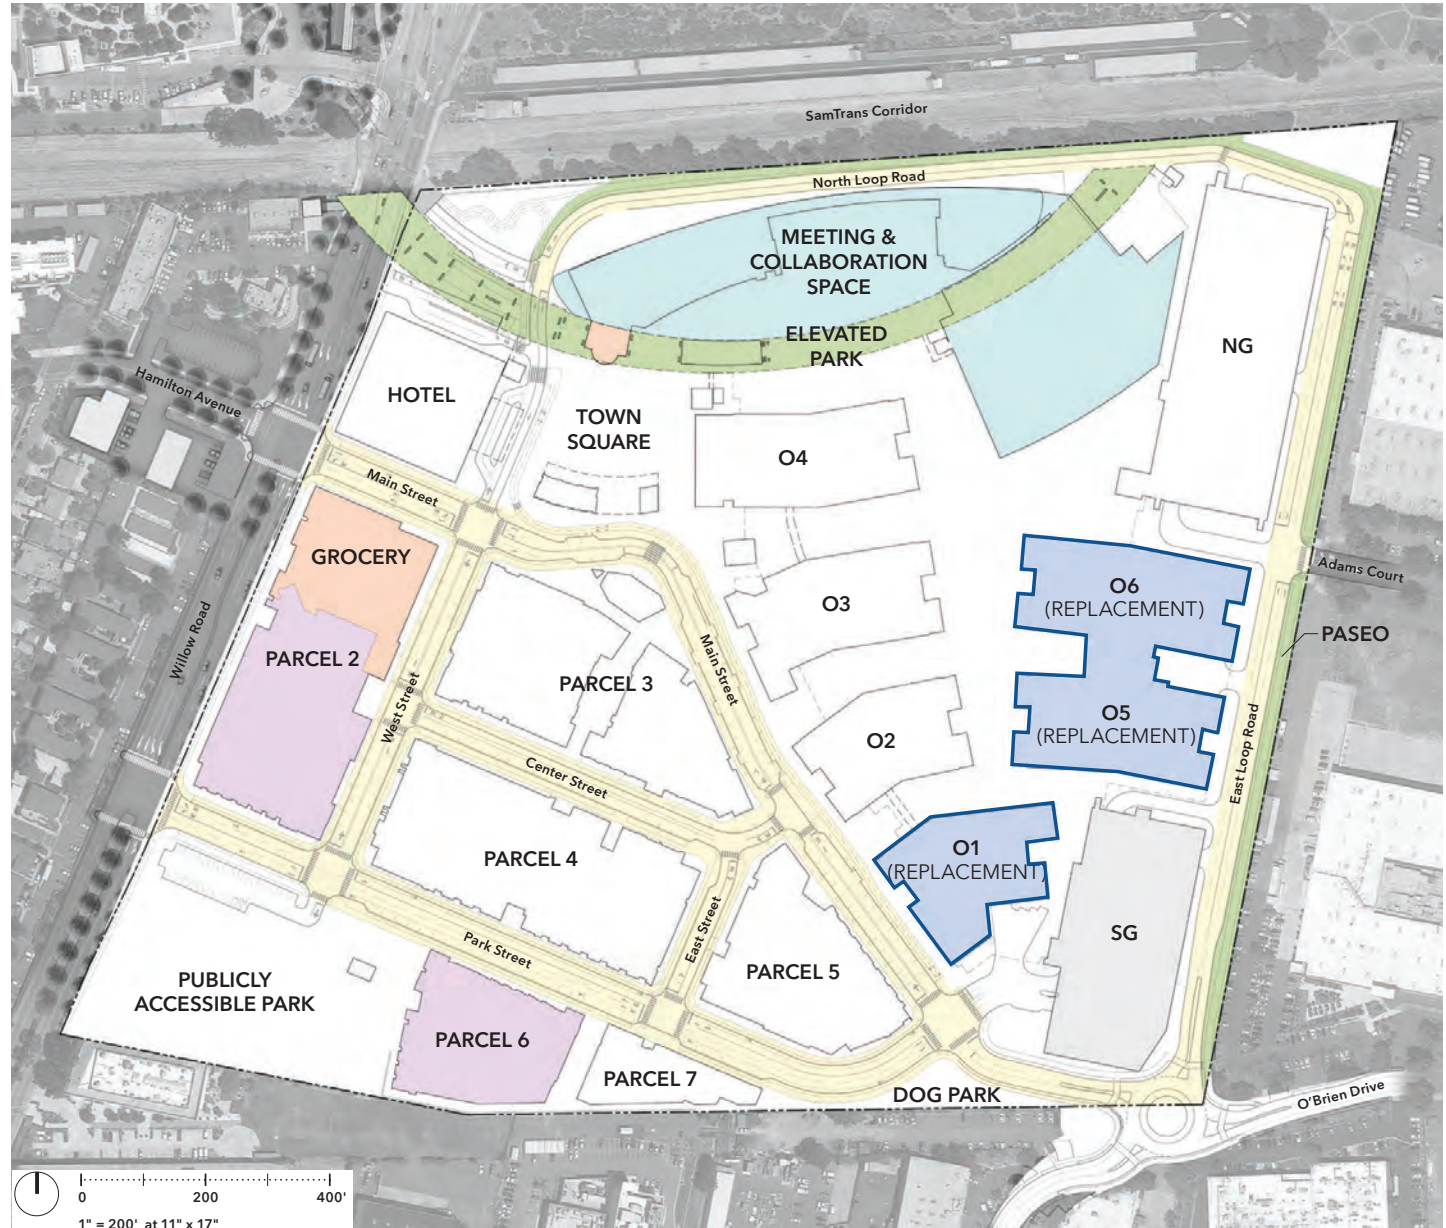 SamTrans Corridor
North Loop Road
MEETING &
COLLABORATION
SPACE
ELEVATED
PARK
NG
HOTEL
Hamilton Avenue
TOWN
SQUARE
O4
Main Street
GROCERY
Adams Court
O6
(REPLACEMENT)
O3
PASEO
Willow Road
PARCEL 2
PARCEL 3
Main Street
West Street
O5
(REPLACEMENT)
O2
East Loop Road
Center Street
O1
(REPLACEMENT)
PARCEL 4
East Street
SG
Park Street
PARCEL 5
PUBLICLY
ACCESSIBLE PARK
PARCEL 6
PARCEL 7
DOG PARK
O'Brien Drive
0 200 400'
1" = 200' at 11" x 17"